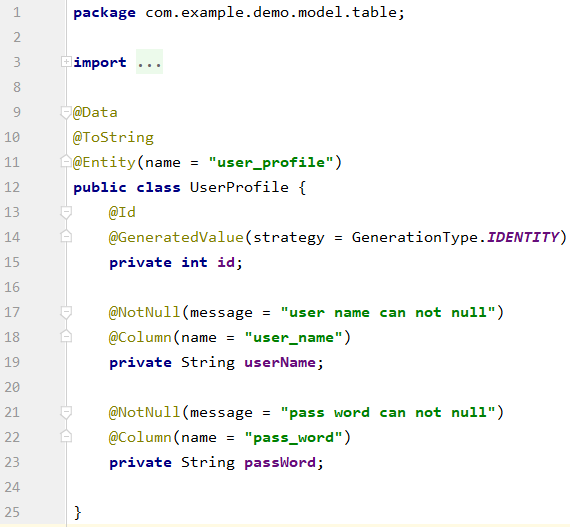 1 package com.example.demo.model.table;
2
3 import ...
8
9 @Data
10 @ToString
11 @Entity(name = "user_profile")
12 public class UserProfile {
13 @Id
14 @GeneratedValue(strategy = GenerationType.IDENTITY)
15 private int id;
16
17 @NotNull(message = "user name can not null")
18 @Column(name = "user_name")
19 private String userName;
20
21 @NotNull(message = "pass word can not null")
22 @Column(name = "pass_word")
23 private String passWord;
24
25 }